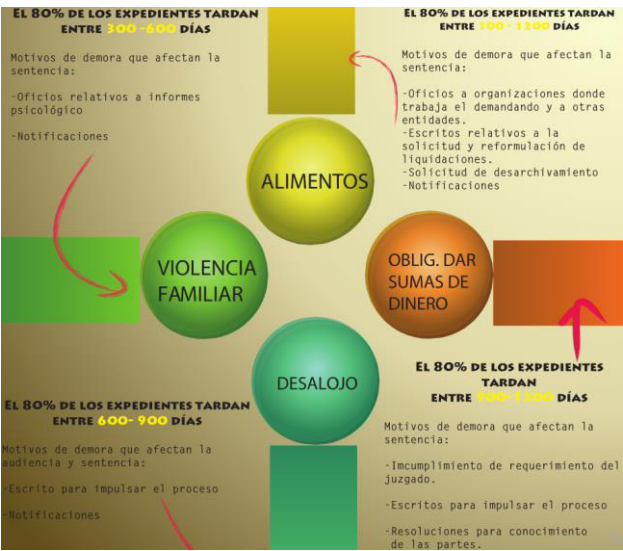 EL 80% DE LOS EXPEDIENTES TARDAN
ENTRE 300-600 DÍAS
Motivos de demora que afectan la
sentencia:
-Oficios relativos a informes
psicológico
-Notificaciones
EL 80% DE LOS EXPEDIENTES TARDAN
ENTRE DÍAS
Motivos de demora que afectan la
sentencia:
-Oficios a organizaciones donde
trabaja el demandando y a otras
entidades.
-Escritos relativos a la
solicitud y reformulación de
liquidaciones.
-Solicitud de desarchivamiento
-Notificaciones
ALIMENTOS
VIOLENCIA
FAMILIAR
OBLIG. DAR
SUMAS DE
DINERO
DESALOJO
EL 80% DE LOS EXPEDIENTES TARDAN
ENTRE 600- 900 DÍAS
Motivos de demora que afectan la
audiencia y sentencia:
-Escrito para impulsar el proceso
-Notificaciones
EL 80% DE LOS EXPEDIENTES
TARDAN
ENTRE DÍAS
Motivos de demora que afectan la
sentencia:
-Imcumplimiento de requerimiento del
juzgado.
-Escritos para impulsar el proceso
-Resoluciones para conocimiento
de las partes.